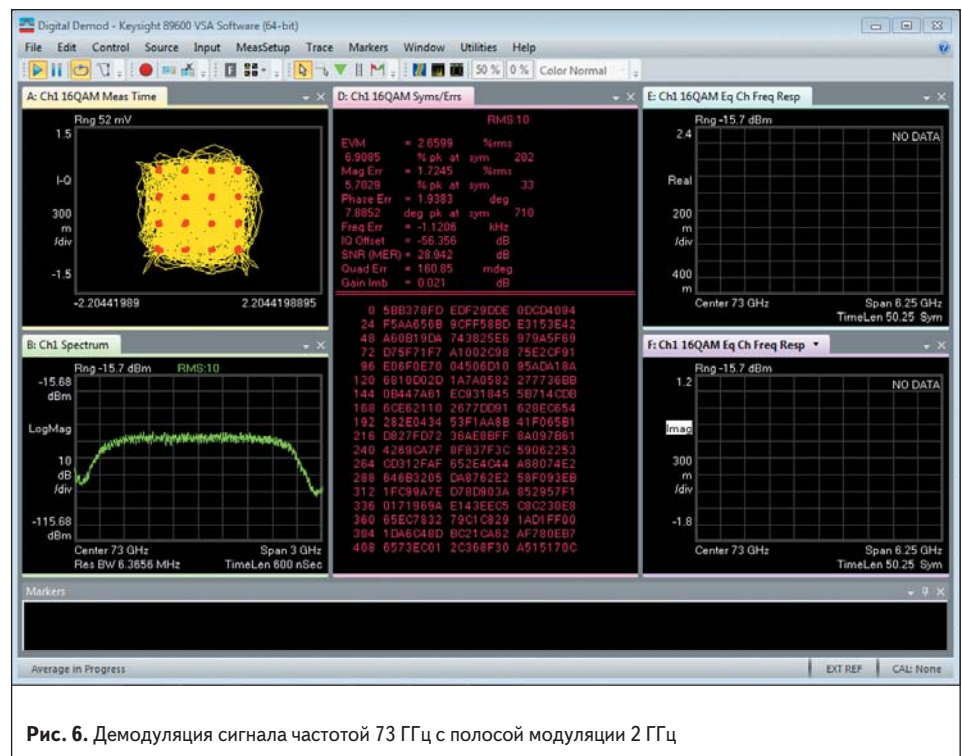 Digital Demod - Keysight 89600 VSA Software (64-bit)
File Edit Control Source Input MeasSetup Trace Markers Window Utilities Help
50 % 0 % Color Normal
A: Ch1 16QAM Meas Time
Rng 52 mV
1.5
I-Q
300
m
/div
-1.5
-2.20441989 2.2044198895
B: Ch1 Spectrum
Rng -15.7 dBm RMS:10
-15.68
dBm
LogMag
10
dB
/div
-115.68
dBm
Center 73 GHz Span 3 GHz
Res BW 6.3656 MHz TimeLen 600 nSec
D: Ch1 16QAM Syms/Errs
RMS:10
EVM = 2.6599 %rms
6.9085 % pk at sym 202
Mag Err = 1.7245 %rms
5.7029 % pk at sym 33
Phase Err = 1.9383 deg
7.8852 deg pk at sym 710
Freq Err = -1.1206 kHz
IQ Offset = -56.356 dB
SNR (MER) = 28.942 dB
Quad Err = 160.85 mdeg
Gain Imb = 0.021 dB
0 5BB378FD EDF29DDE 0DCD4094
24 F5AA656B 9CFF58BD E3153E42
48 A60B19DA 743825E6 979A5F69
72 D75F71F7 A1002C98 75E2CF91
96 E06F0E70 04506D10 95ADA18A
120 6810D02D 1A7A0582 277736BB
144 0B447A61 EC931845 5B714CDB
168 6CE62110 2677DD91 628EC654
192 282E0434 53F1AA8B 41F065B1
216 D827FD72 36AE8BFF 8A097B61
240 4269CA7F 8F837F3C 59062253
264 CD312FAF 652E4C44 A88074E2
288 646B3205 DA8762E2 58F093EB
312 1FC99A7E D78D903A 852957F1
336 0171969A E143EEC5 C8C230E8
360 65EC7832 79C1C829 1AD1FF00
384 1DA6C48D BC21CA62 AF780EB7
408 6573EC01 2C368F30 A515170C
E: Ch1 16QAM Eq Ch Freq Resp
Rng -15.7 dBm
2.4 NO DATA
Real
200
m
/div
400
m
Center 73 GHz Span 6.25 GHz
TimeLen 50.25 Sym
F: Ch1 16QAM Eq Ch Freq Resp
Rng -15.7 dBm
1.2 NO DATA
Imag
300
m
/div
-1.8
Center 73 GHz Span 6.25 GHz
TimeLen 50.25 Sym
Markers
Average in Progress EXT REF CAL: None
Рис. 6. Демодуляция сигнала частотой 73 ГГц с полосой модуляции 2 ГГц